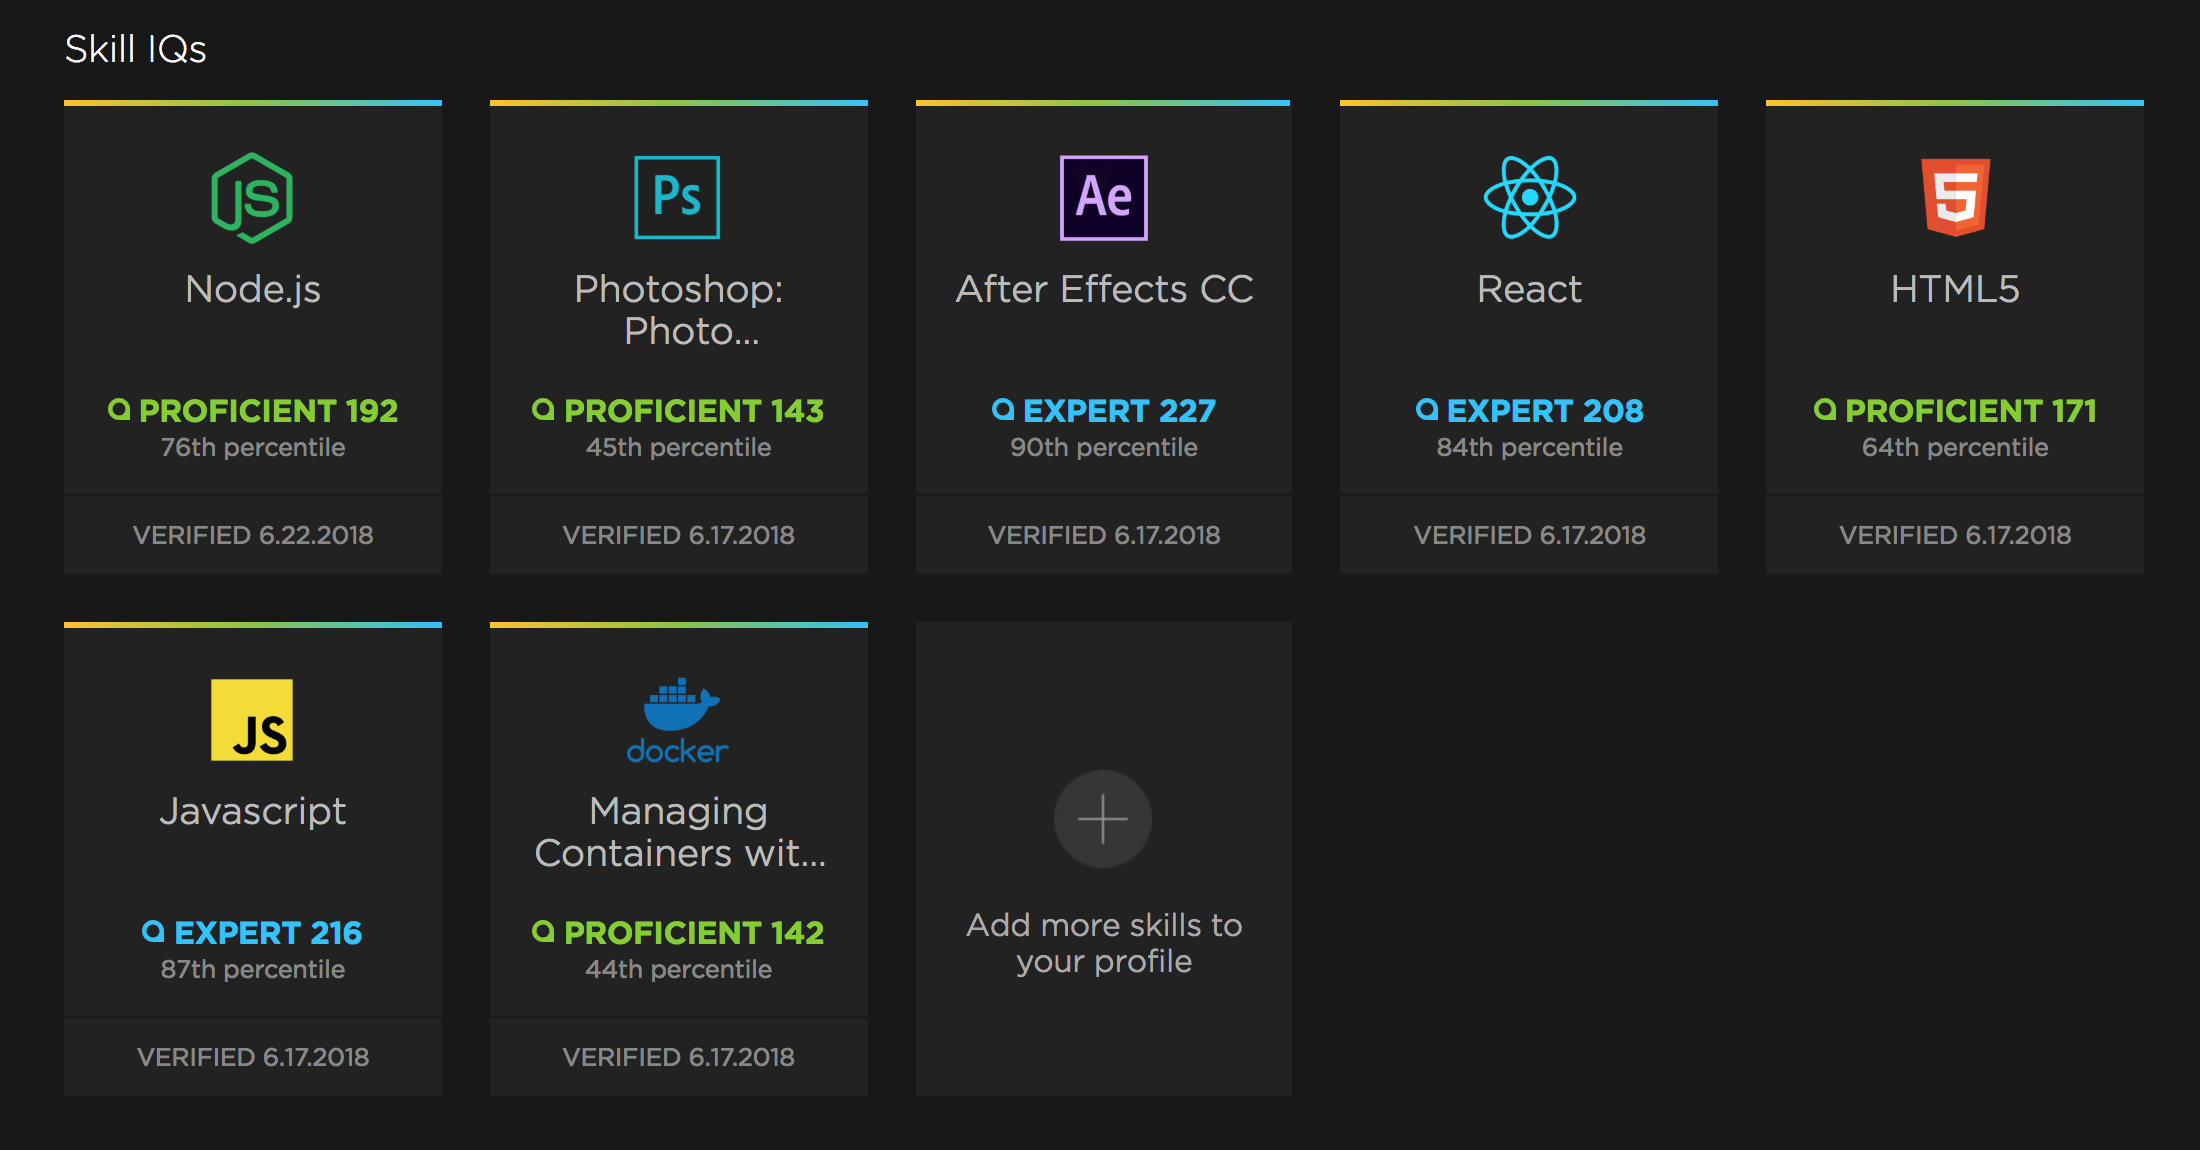 Skill IQs
JS
Node.js
PROFICIENT 192
76th percentile
VERIFIED 6.22.2018
Ps
Photoshop:
Photo...
PROFICIENT 143
45th percentile
VERIFIED 6.17.2018
Ae
After Effects CC
EXPERT 227
90th percentile
VERIFIED 6.17.2018
React
EXPERT 208
84th percentile
VERIFIED 6.17.2018
5
HTML5
PROFICIENT 171
64th percentile
VERIFIED 6.17.2018
JS
Javascript
EXPERT 216
87th percentile
VERIFIED 6.17.2018
docker
Managing
Containers wit...
PROFICIENT 142
44th percentile
VERIFIED 6.17.2018
Add more skills to
your profile